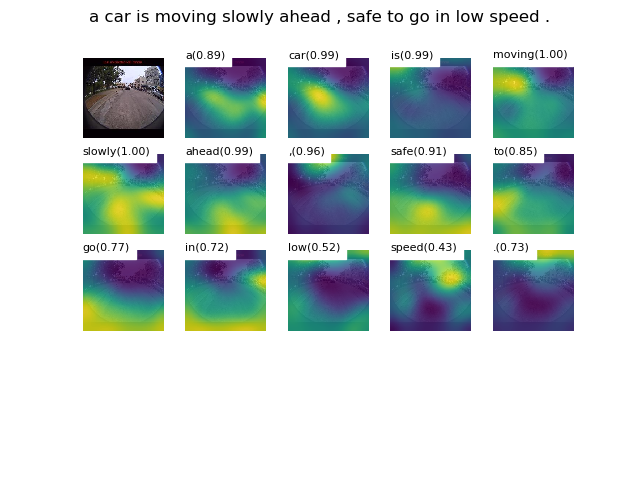 a car is moving slowly ahead , safe to go in low speed .
a(0.89) car(0.99) is(0.99) moving(1.00)
slowly(1.00) ahead(0.99) ,(0.96) safe(0.91) to(0.85)
go(0.77) in(0.72) low(0.52) speed(0.43) .(0.73)